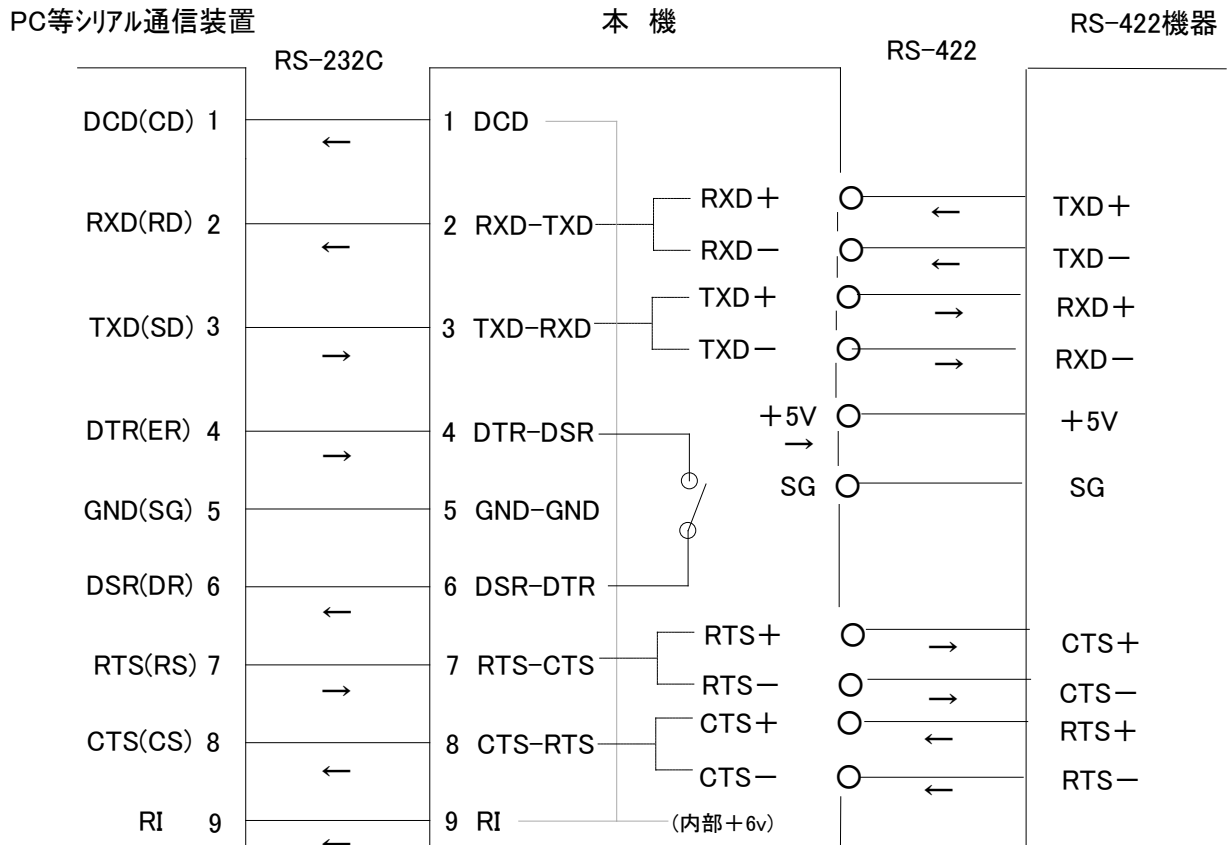 PC等シリアル通信装置 本 機 RS-422機器
RS-232C RS-422
DCD(CD) 1 ← 1 DCD
RXD+ ← TXD+
RXD(RD) 2 ← 2 RXD-TXD
RXD- ← TXD-
TXD+ → RXD+
TXD(SD) 3 → 3 TXD-RXD
TXD- → RXD-
+5V → +5V
DTR(ER) 4 → 4 DTR-DSR
SG SG
GND(SG) 5 5 GND-GND
DSR(DR) 6 ← 6 DSR-DTR
RTS+ → CTS+
RTS(RS) 7 → 7 RTS-CTS
RTS- → CTS-
CTS+ ← RTS+
CTS(CS) 8 ← 8 CTS-RTS
CTS- ← RTS-
RI 9 ← 9 RI (内部+6v)